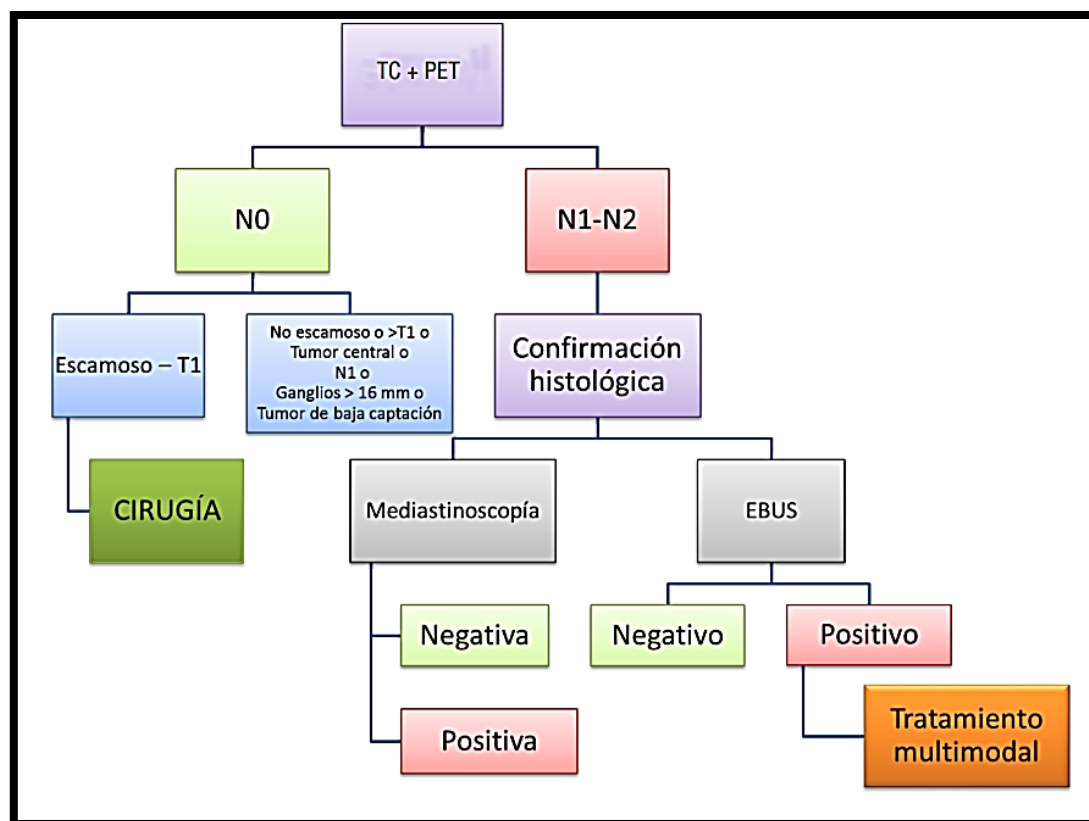 TC + PET
N0
N1-N2
Escamoso – T1
No escamoso o >T1 o
Tumor central o
N1 o
Ganglios > 16 mm o
Tumor de baja captación
Confirmación
histológica
CIRUGÍA
Mediastinoscopía
EBUS
Negativa
Negativo
Positivo
Positiva
Tratamiento
multimodal